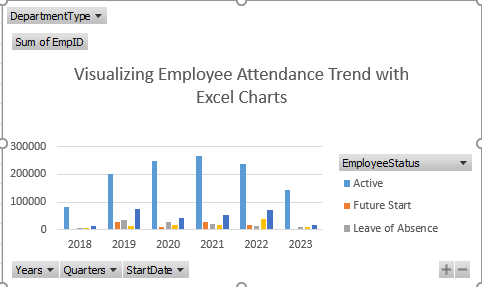 DepartmentType
Sum of EmpID
Visualizing Employee Attendance Trend with
Excel Charts
300000
200000
100000
0
2018 2019 2020 2021 2022 2023
EmployeeStatus
Active
Future Start
Leave of Absence
Years Quarters StartDate